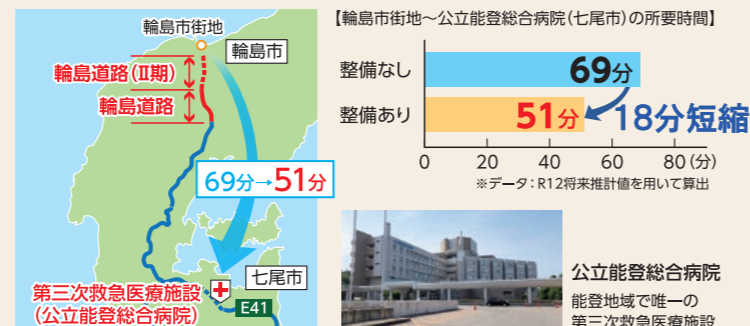 輪島市街地
輪島市
輪島道路(Ⅱ期)
輪島道路
69分→51分
七尾市
第三次救急医療施設
(公立能登総合病院)
E41
【輪島市街地~公立能登総合病院(七尾市)の所要時間】
整備なし
69分
整備あり
51分
18分短縮
0 20 40 60 80(分)
※データ:R12将来推計値を用いて算出
公立能登総合病院
能登地域で唯一の
第三次救急医療施設